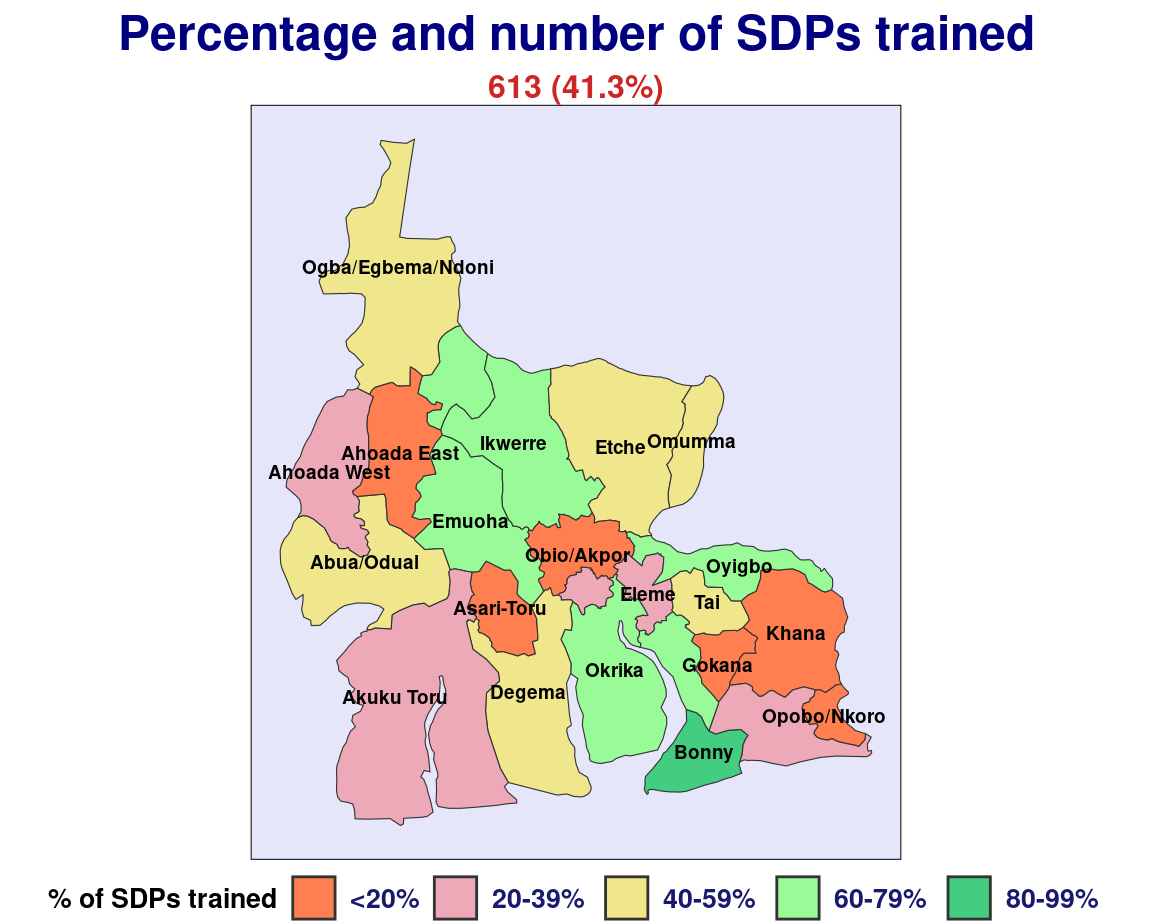 Percentage and number of SDPs trained
613 (41.3%)
Ogba/Egbema/Ndoni
Ikwerre
Etche
Omumma
Ahoada East
Ahoada West
Emuoha
Obio/Akpor
Abua/Odual
Oyigbo
Eleme
Tai
Asari-Toru
Khana
Gokana
Okrika
Degema
Akuku Toru
Opobo/Nkoro
Bonny
% of SDPs trained <20% 20-39% 40-59% 60-79% 80-99%